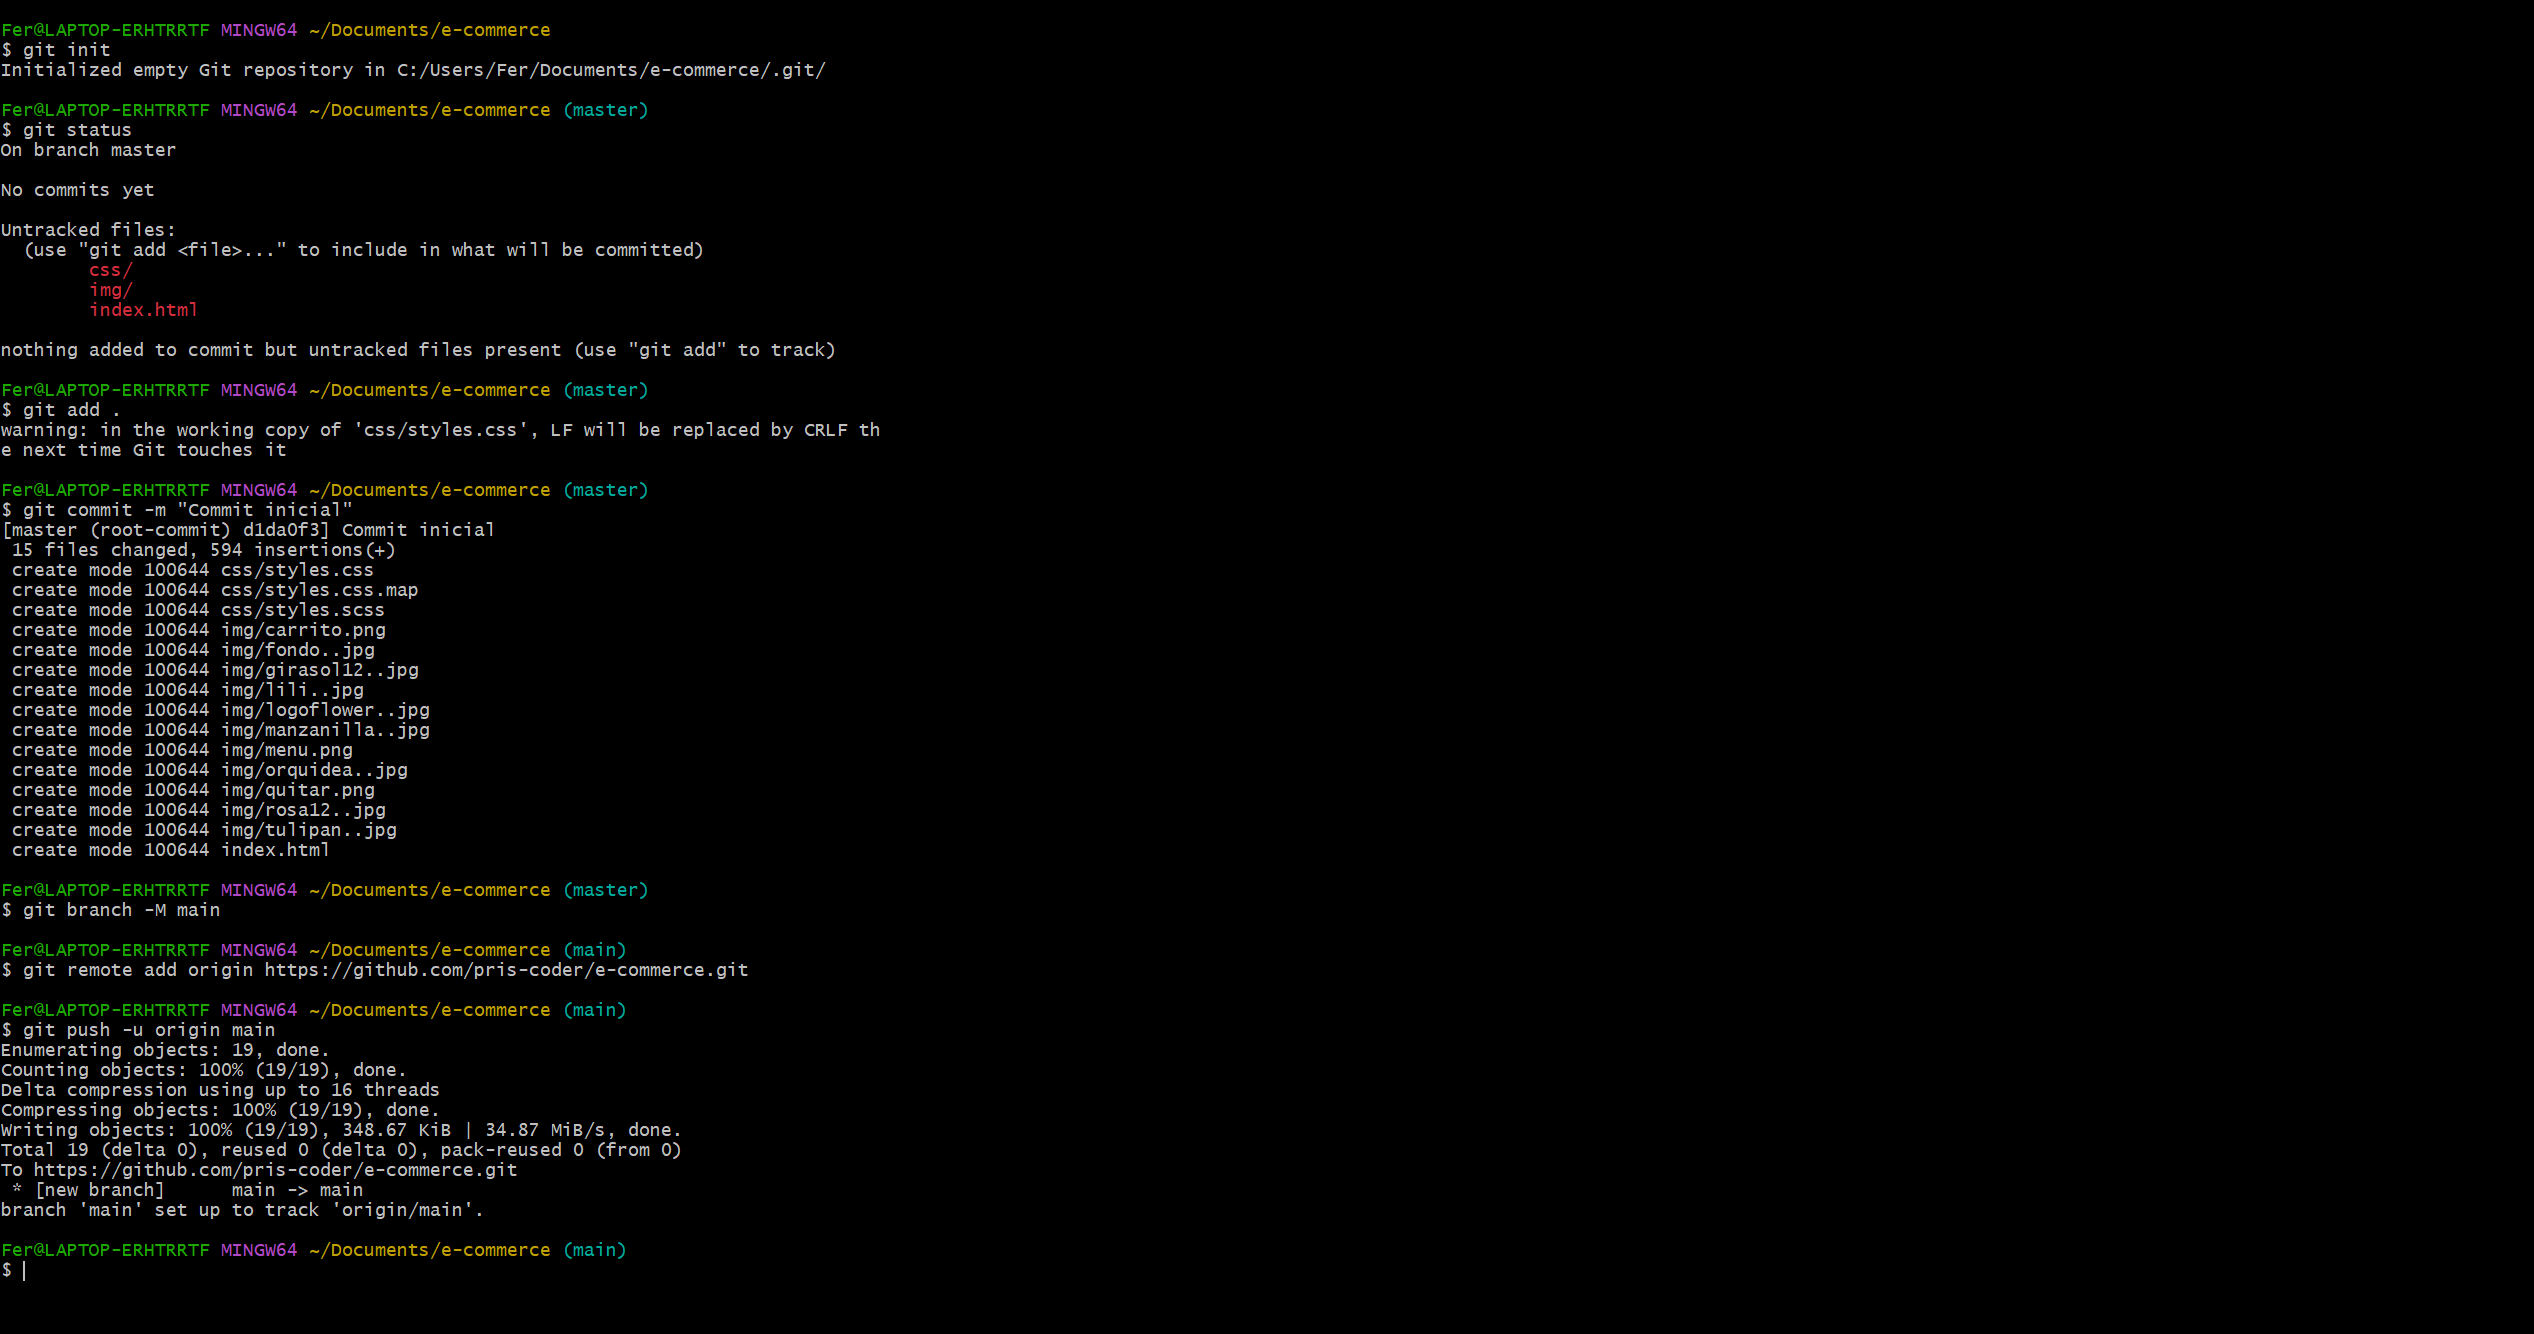 Fer@LAPTOP-ERHTRRTF MINGW64 ~/Documents/e-commerce
$ git init
Initialized empty Git repository in C:/Users/Fer/Documents/e-commerce/.git/
Fer@LAPTOP-ERHTRRTF MINGW64 ~/Documents/e-commerce (master)
$ git status
On branch master
No commits yet
Untracked files:
  (use "git add <file>..." to include in what will be committed)
        css/
        img/
        index.html
nothing added to commit but untracked files present (use "git add" to track)
Fer@LAPTOP-ERHTRRTF MINGW64 ~/Documents/e-commerce (master)
$ git add .
warning: in the working copy of 'css/styles.css', LF will be replaced by CRLF th
e next time Git touches it
Fer@LAPTOP-ERHTRRTF MINGW64 ~/Documents/e-commerce (master)
$ git commit -m "Commit inicial"
[master (root-commit) d1da0f3] Commit inicial
 15 files changed, 594 insertions(+)
 create mode 100644 css/styles.css
 create mode 100644 css/styles.css.map
 create mode 100644 css/styles.scss
 create mode 100644 img/carrito.png
 create mode 100644 img/fondo..jpg
 create mode 100644 img/girasol12..jpg
 create mode 100644 img/lili..jpg
 create mode 100644 img/logoflower..jpg
 create mode 100644 img/manzanilla..jpg
 create mode 100644 img/menu.png
 create mode 100644 img/orquidea..jpg
 create mode 100644 img/quitar.png
 create mode 100644 img/rosa12..jpg
 create mode 100644 img/tulipan..jpg
 create mode 100644 index.html
Fer@LAPTOP-ERHTRRTF MINGW64 ~/Documents/e-commerce (master)
$ git branch -M main
Fer@LAPTOP-ERHTRRTF MINGW64 ~/Documents/e-commerce (main)
$ git remote add origin https://github.com/pris-coder/e-commerce.git
Fer@LAPTOP-ERHTRRTF MINGW64 ~/Documents/e-commerce (main)
$ git push -u origin main
Enumerating objects: 19, done.
Counting objects: 100% (19/19), done.
Delta compression using up to 16 threads
Compressing objects: 100% (19/19), done.
Writing objects: 100% (19/19), 348.67 KiB | 34.87 MiB/s, done.
Total 19 (delta 0), reused 0 (delta 0), pack-reused 0 (from 0)
To https://github.com/pris-coder/e-commerce.git
 * [new branch]      main -> main
branch 'main' set up to track 'origin/main'.
Fer@LAPTOP-ERHTRRTF MINGW64 ~/Documents/e-commerce (main)
$